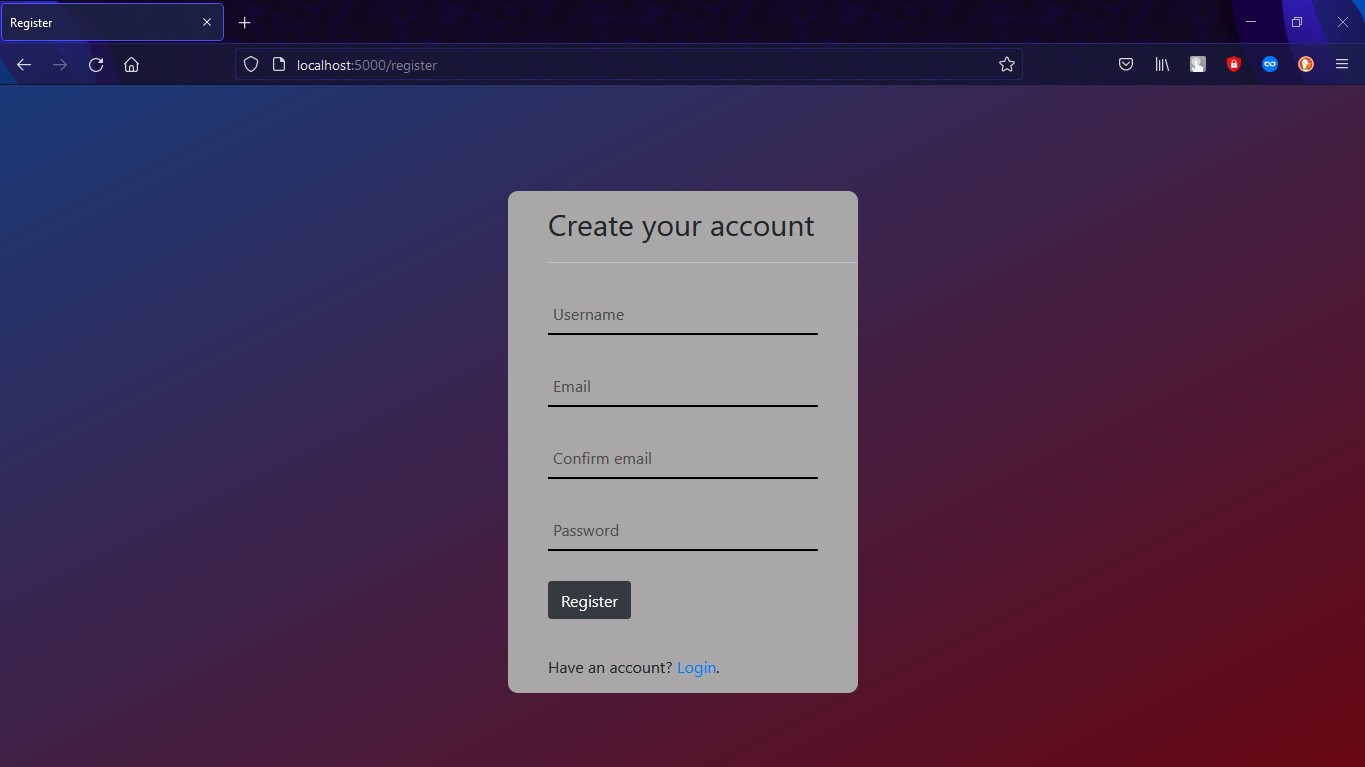 Register
localhost:5000/register
Create your account
Username
Email
Confirm email
Password
Register
Have an account? Login.